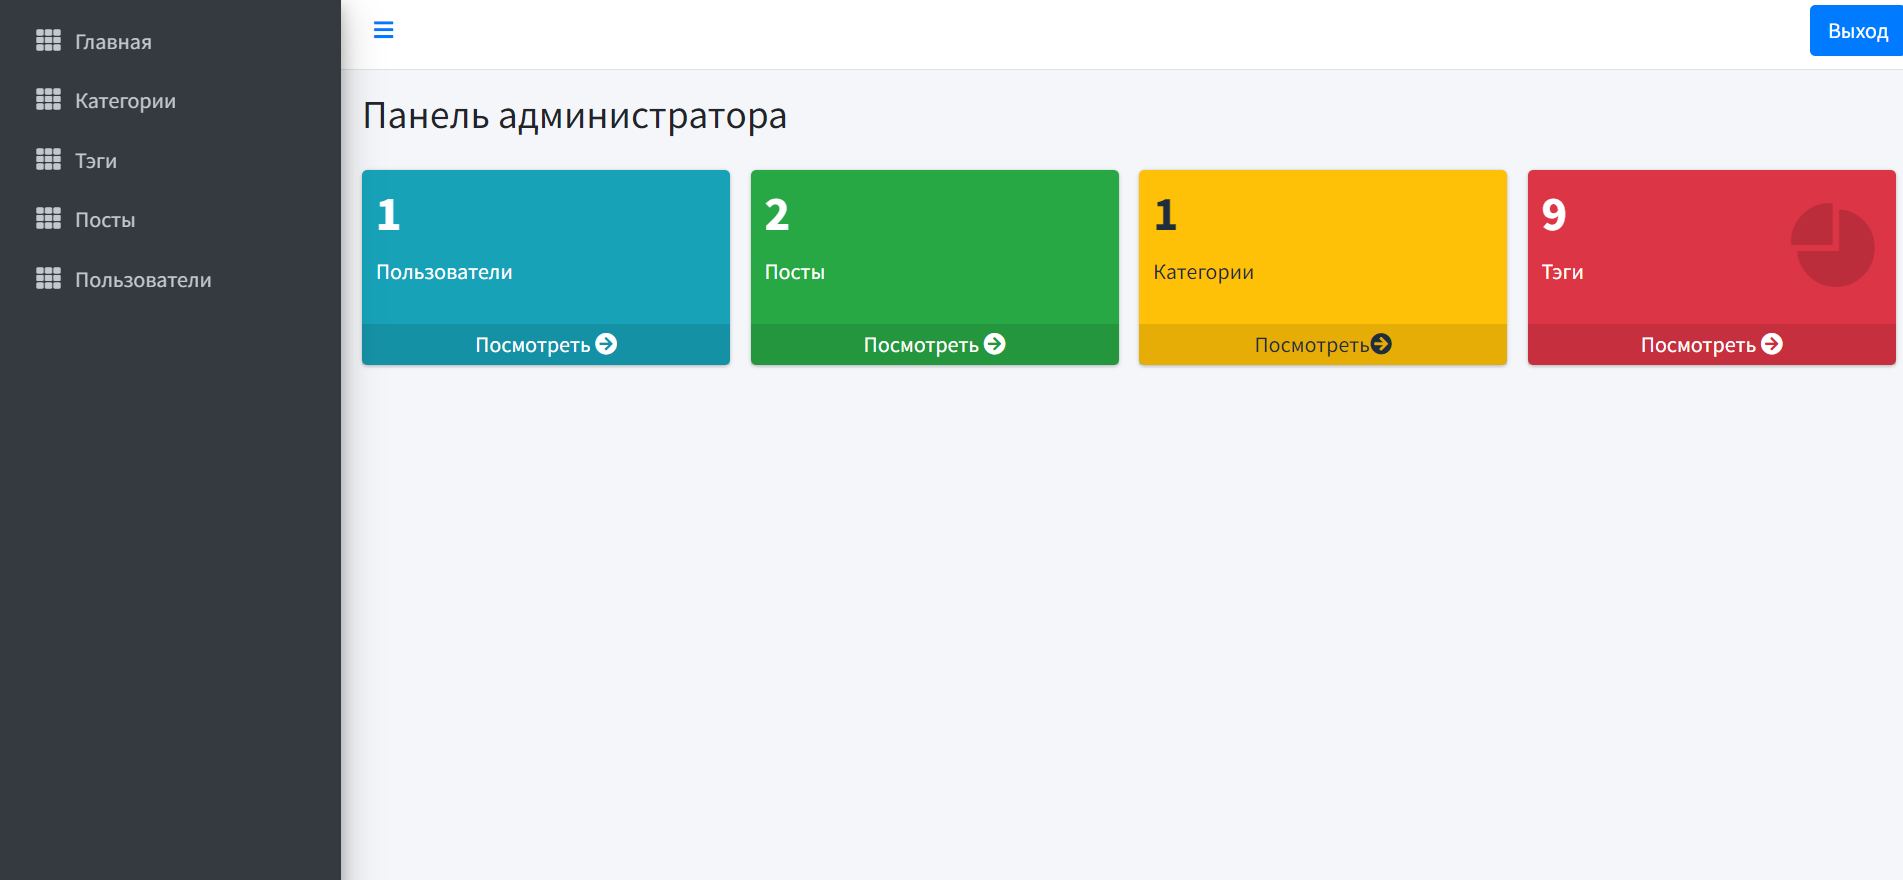 Главная
Категории
Тэги
Посты
Пользователи
Выход
Панель администратора
1
Пользователи
Посмотреть
2
Посты
Посмотреть
1
Категории
Посмотреть
9
Тэги
Посмотреть